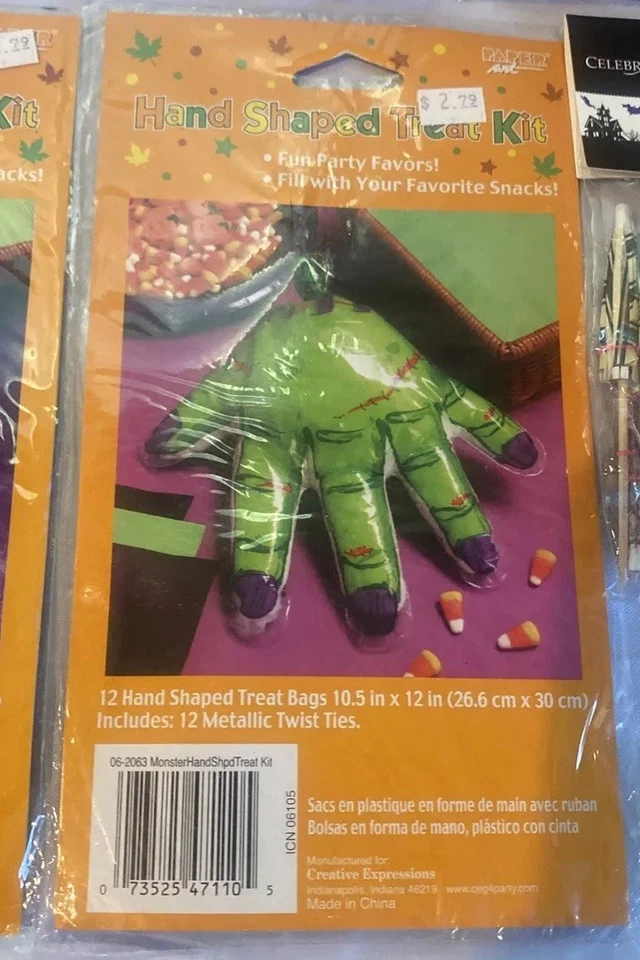 .29
Kit
acks!
PAPER
art
$ 2.29
Hand Shaped Treat Kit
• Fun Party Favors!
• Fill with Your Favorite Snacks!
CELEBR
12 Hand Shaped Treat Bags 10.5 in x 12 in (26.6 cm x 30 cm)
Includes: 12 Metallic Twist Ties.
06-2063 MonsterHandShpdTreat Kit
ICN 06105
0 73525 47110 5
Sacs en plastique en forme de main avec ruban
Bolsas en forma de mano, plástico con cinta
Manufactured for:
Creative Expressions
Indianapolis, Indiana 46219 www.ceg4party.com
Made in China